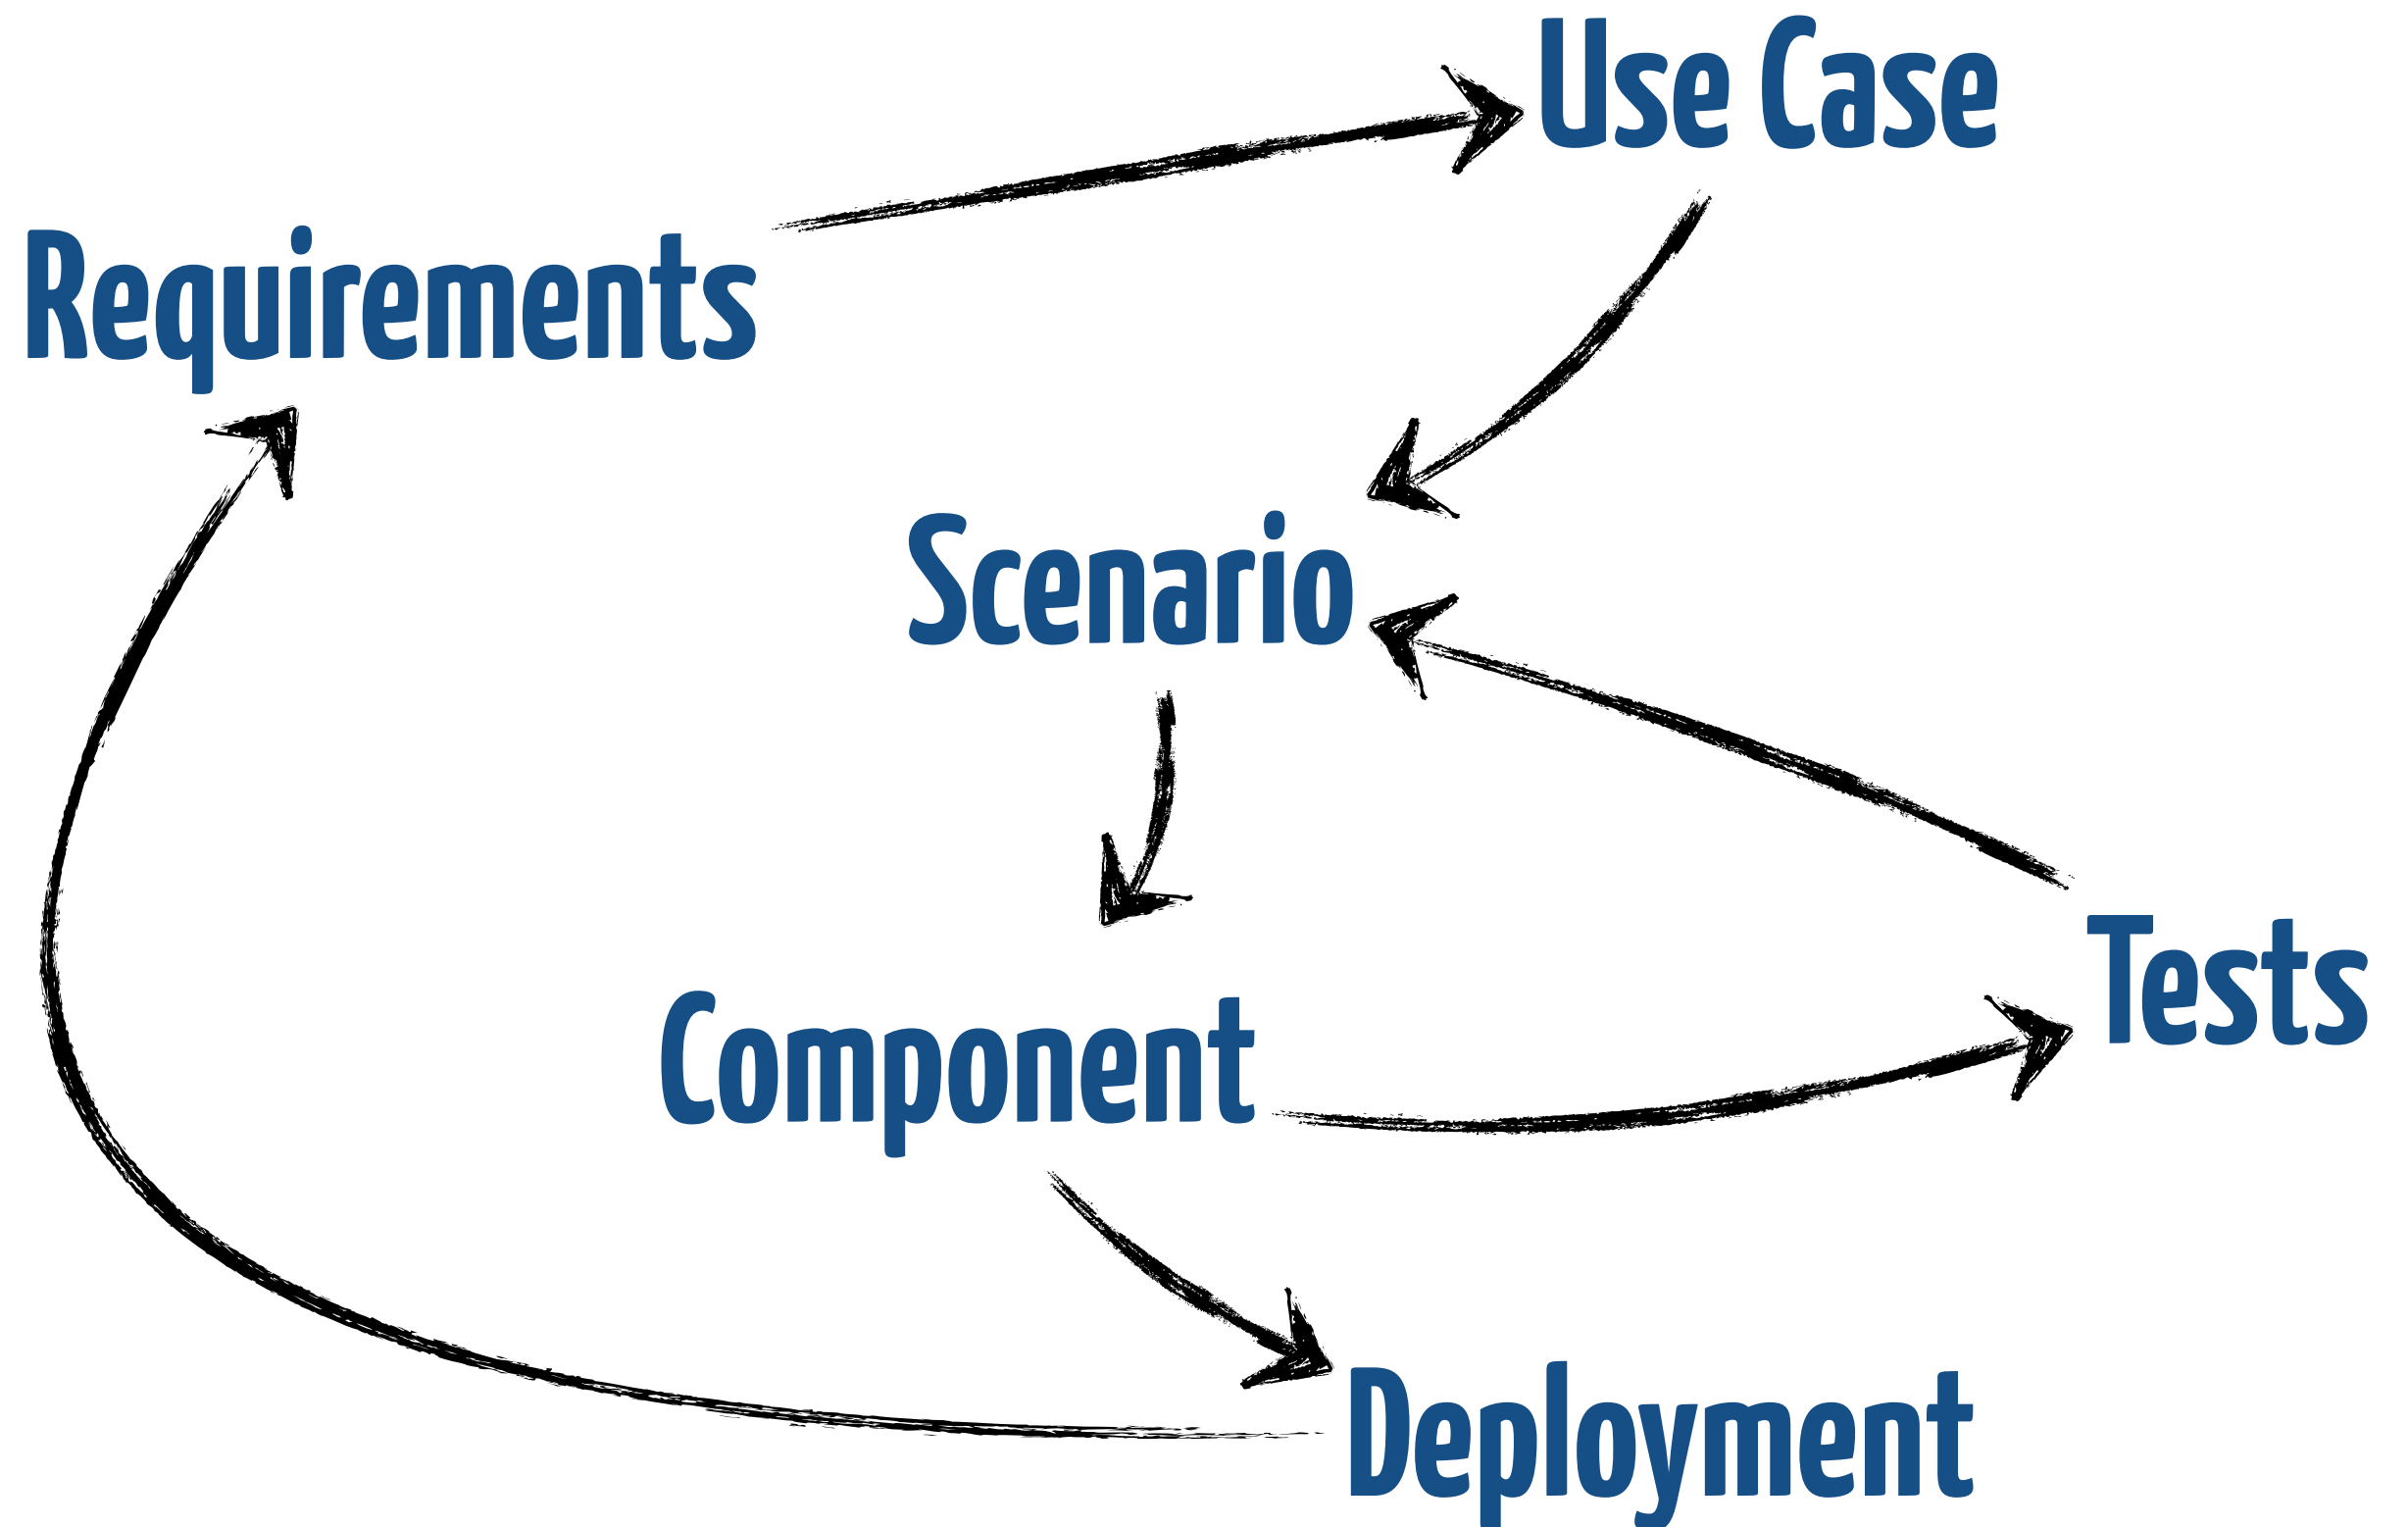 Use Case
Requirements
Scenario
Tests
Component
Deployment